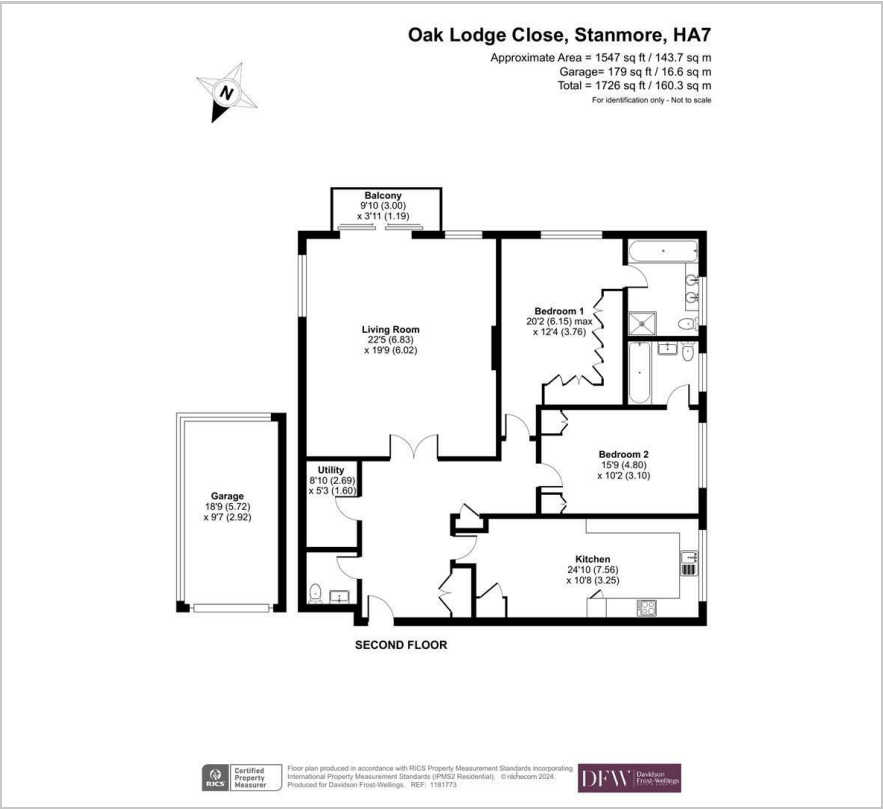 Oak Lodge Close, Stanmore, HA7
Approximate Area = 1547 sq ft / 143.7 sq m
Garage= 179 sq ft / 16.6 sq m
Total = 1726 sq ft / 160.3 sq m
For identification only - Not to scale
N
Balcony
9'10 (3.00)
x 3'11 (1.19)
Living Room
22'5 (6.83)
x 19'9 (6.02)
Bedroom 1
20'2 (6.15) max
x 12'4 (3.76)
Bedroom 2
15'9 (4.80)
x 10'2 (3.10)
Utility
8'10 (2.69)
x 5'3 (1.60)
Garage
18'9 (5.72)
x 9'7 (2.92)
Kitchen
24'10 (7.56)
x 10'8 (3.25)
SECOND FLOOR
RICS
Certified
Property
Measurer
Floor plan produced in accordance with RICS Property Measurement Standards incorporating
International Property Measurement Standards (IPMS2 Residential). © nichecom 2024.
Produced for Davidson Frost-Wellings. REF: 1181773
DFW
Davidson
Frost-Wellings